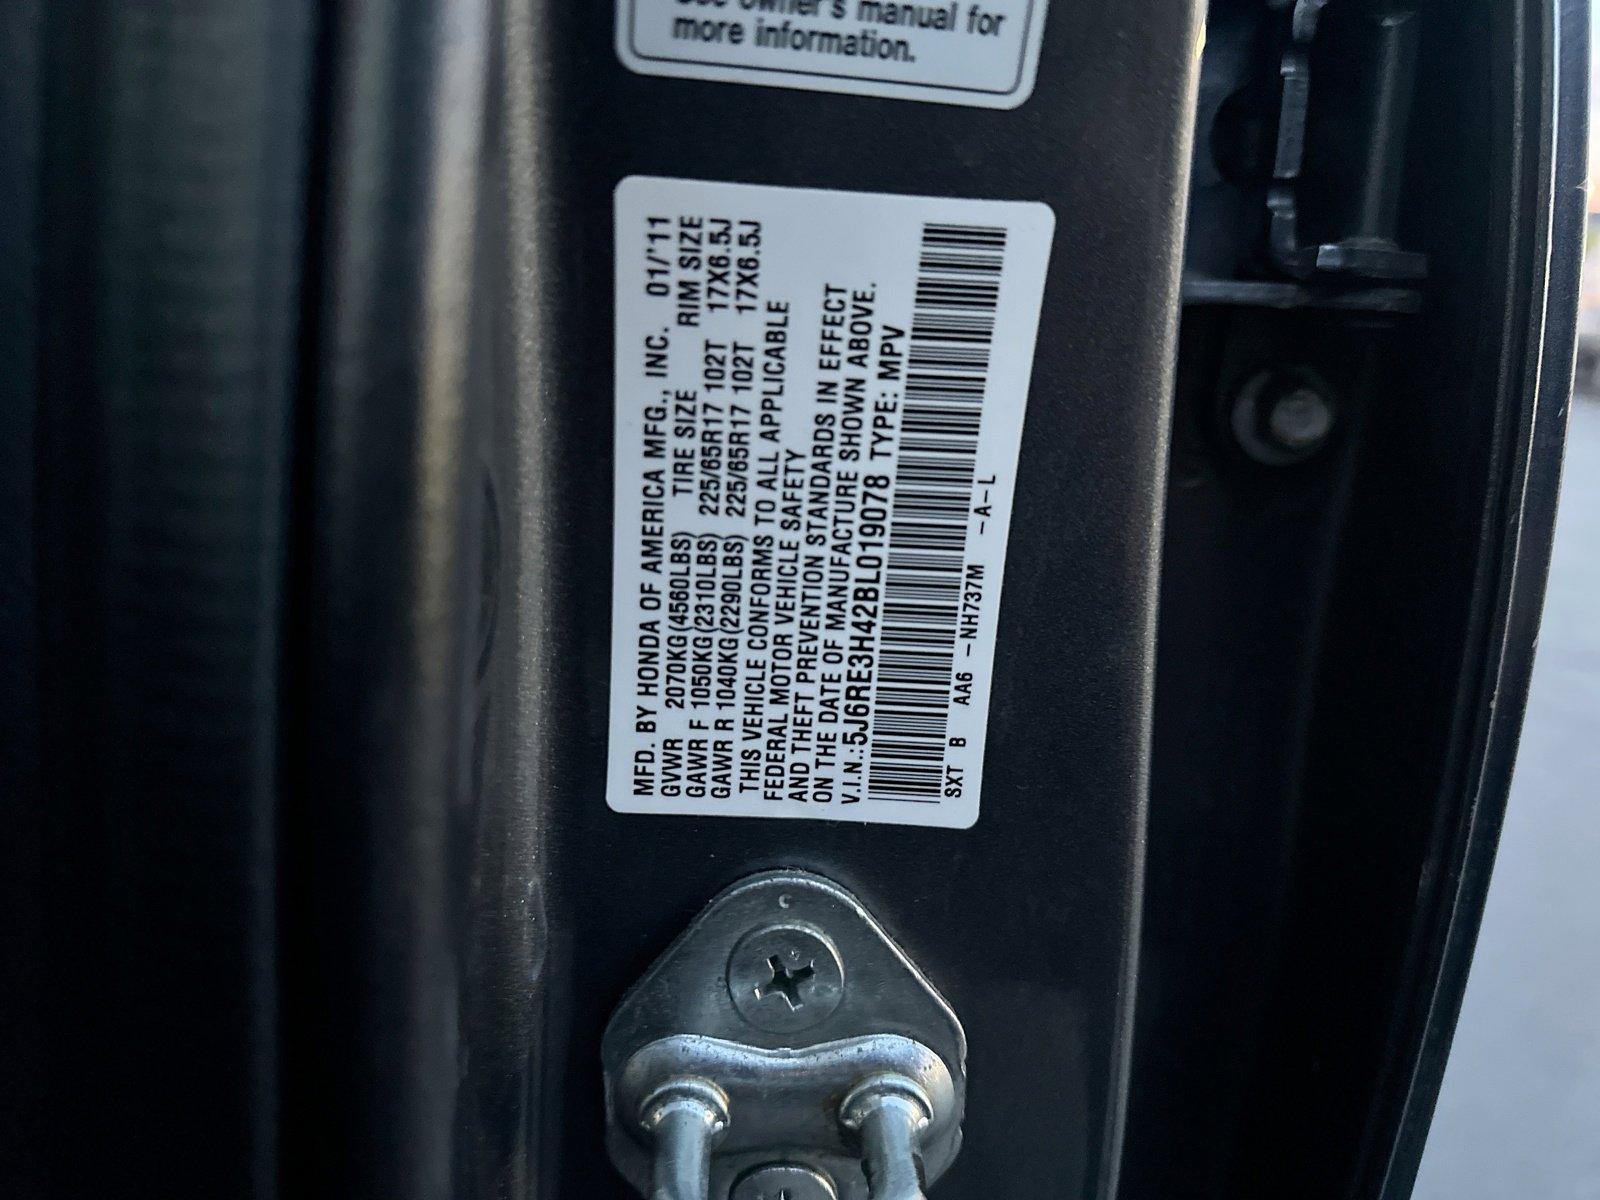 See owner's manual for
more information.
MFD. BY HONDA OF AMERICA MFG., INC. 01/'11
GVWR 2070KG(4560LBS) TIRE SIZE RIM SIZE
GAWR F 1050KG(2310LBS) 225/65R17 102T 17X6.5J
GAWR R 1040KG(2290LBS) 225/65R17 102T 17X6.5J
THIS VEHICLE CONFORMS TO ALL APPLICABLE
FEDERAL MOTOR VEHICLE SAFETY
AND THEFT PREVENTION STANDARDS IN EFFECT
ON THE DATE OF MANUFACTURE SHOWN ABOVE.
V.I.N.:5J6RE3H42BL019078 TYPE: MPV
SXT B AA6 -NH737M -A-L
C